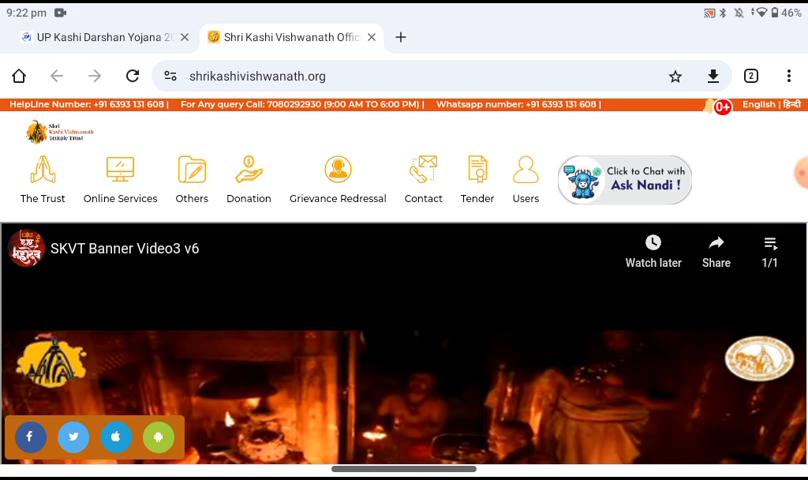 9:22 pm
46%
UP Kashi Darshan Yojana 20
Shri Kashi Vishwanath Offic
shrikashivishwanath.org
2
HelpLine Number: +91 6393 131 608 | For Any query Call: 7080292930 (9:00 AM TO 6:00 PM) | Whatsapp number: +91 6393 131 608 |
0+
English | हिन्दी
Shri
Kashi Vishwanath
Temple Trust
The Trust
Online Services
Others
Donation
Grievance Redressal
Contact
Tender
Users
Click to Chat with
Ask Nandi !
SKVT Banner Video3 v6
Watch later
Share
1/1